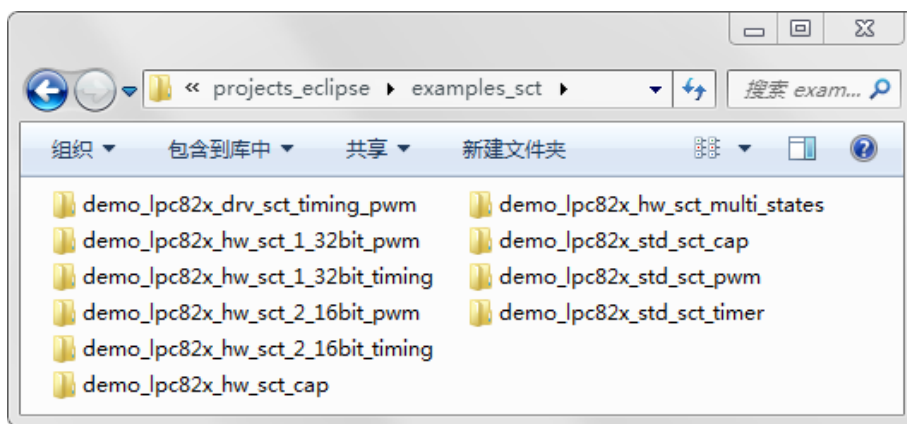 « projects_eclipse examples_sct 搜索 exam...
组织 包含到库中 共享 新建文件夹
demo_lpc82x_drv_sct_timing_pwm
demo_lpc82x_hw_sct_1_32bit_pwm
demo_lpc82x_hw_sct_1_32bit_timing
demo_lpc82x_hw_sct_2_16bit_pwm
demo_lpc82x_hw_sct_2_16bit_timing
demo_lpc82x_hw_sct_cap
demo_lpc82x_hw_sct_multi_states
demo_lpc82x_std_sct_cap
demo_lpc82x_std_sct_pwm
demo_lpc82x_std_sct_timer